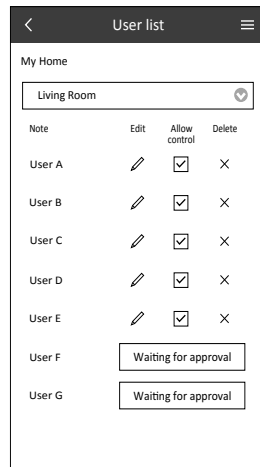 User list
My Home
Living Room
Note Edit Allow control Delete
User A
User B
User C
User D
User E
User F Waiting for approval
User G Waiting for approval